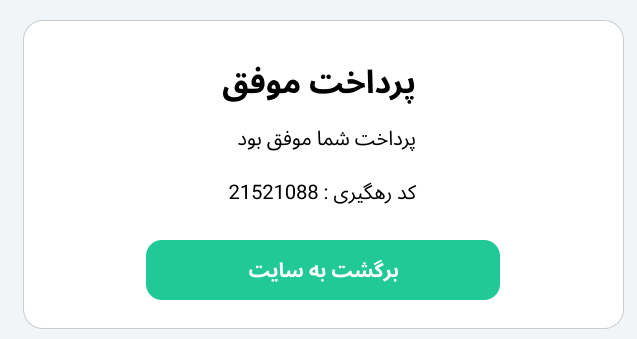 پرداخت موفق
پرداخت شما موفق بود
کد رهگیری : 21521088
برگشت به سایت